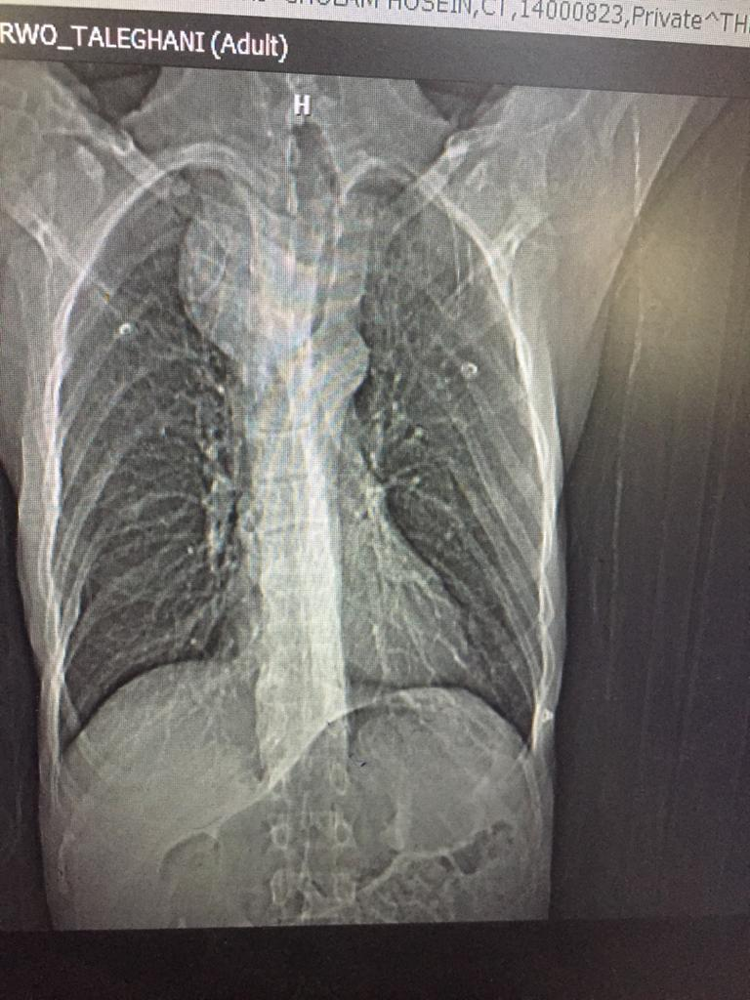 HOSEIN,CT,14000823,Private^TH
RWO_TALEGHANI (Adult)
H